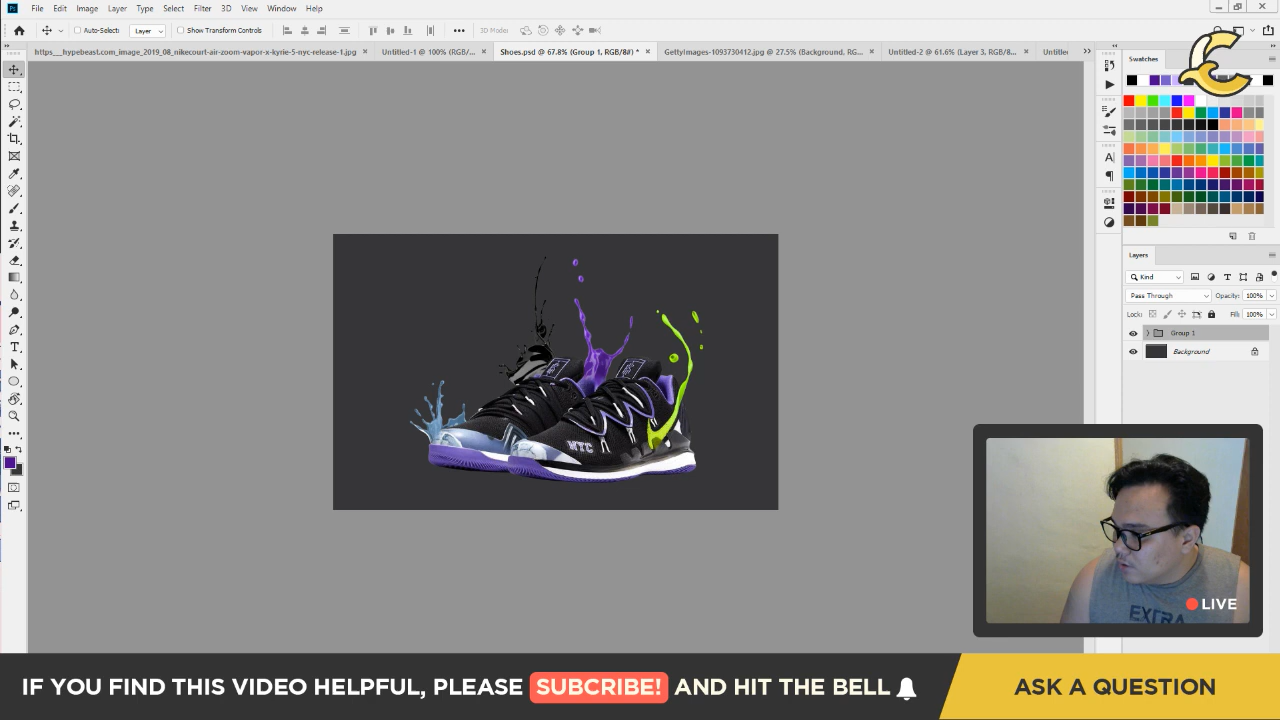 Ps File Edit Image Layer Type Select Filter 3D View Window Help
Auto-Select: Layer Show Transform Controls 3D Mode:
https___hypebeast.com_image_2019_08_nikecourt-air-zoom-vapor-x-kyrie-5-nyc-release-1.jpg
Untitled-1 @ 100% (RGB/...
Shoes.psd @ 67.8% (Group 1, RGB/8#) *
GettyImages-1093730412.jpg @ 27.5% (Background, RG...
Untitled-2 @ 61.6% (Layer 3, RGB/8...
Untitled
Swatches
NYC
Layers
Kind
Pass Through Opacity: 100%
Lock: Fill: 100%
Group 1
Background
EXTRA
LIVE
IF YOU FIND THIS VIDEO HELPFUL, PLEASE SUBCRIBE! AND HIT THE BELL
ASK A QUESTION